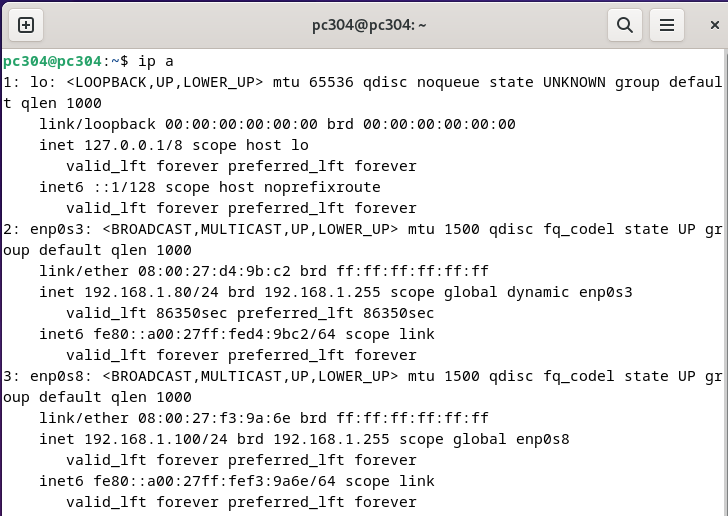 pc304@pc304: ~
pc304@pc304:~$ ip a
1: lo: <LOOPBACK,UP,LOWER_UP> mtu 65536 qdisc noqueue state UNKNOWN group defaul
t qlen 1000
    link/loopback 00:00:00:00:00:00 brd 00:00:00:00:00:00
    inet 127.0.0.1/8 scope host lo
       valid_lft forever preferred_lft forever
    inet6 ::1/128 scope host noprefixroute
       valid_lft forever preferred_lft forever
2: enp0s3: <BROADCAST,MULTICAST,UP,LOWER_UP> mtu 1500 qdisc fq_codel state UP gr
oup default qlen 1000
    link/ether 08:00:27:d4:9b:c2 brd ff:ff:ff:ff:ff:ff
    inet 192.168.1.80/24 brd 192.168.1.255 scope global dynamic enp0s3
       valid_lft 86350sec preferred_lft 86350sec
    inet6 fe80::a00:27ff:fed4:9bc2/64 scope link
       valid_lft forever preferred_lft forever
3: enp0s8: <BROADCAST,MULTICAST,UP,LOWER_UP> mtu 1500 qdisc fq_codel state UP gr
oup default qlen 1000
    link/ether 08:00:27:f3:9a:6e brd ff:ff:ff:ff:ff:ff
    inet 192.168.1.100/24 brd 192.168.1.255 scope global enp0s8
       valid_lft forever preferred_lft forever
    inet6 fe80::a00:27ff:fef3:9a6e/64 scope link
       valid_lft forever preferred_lft forever